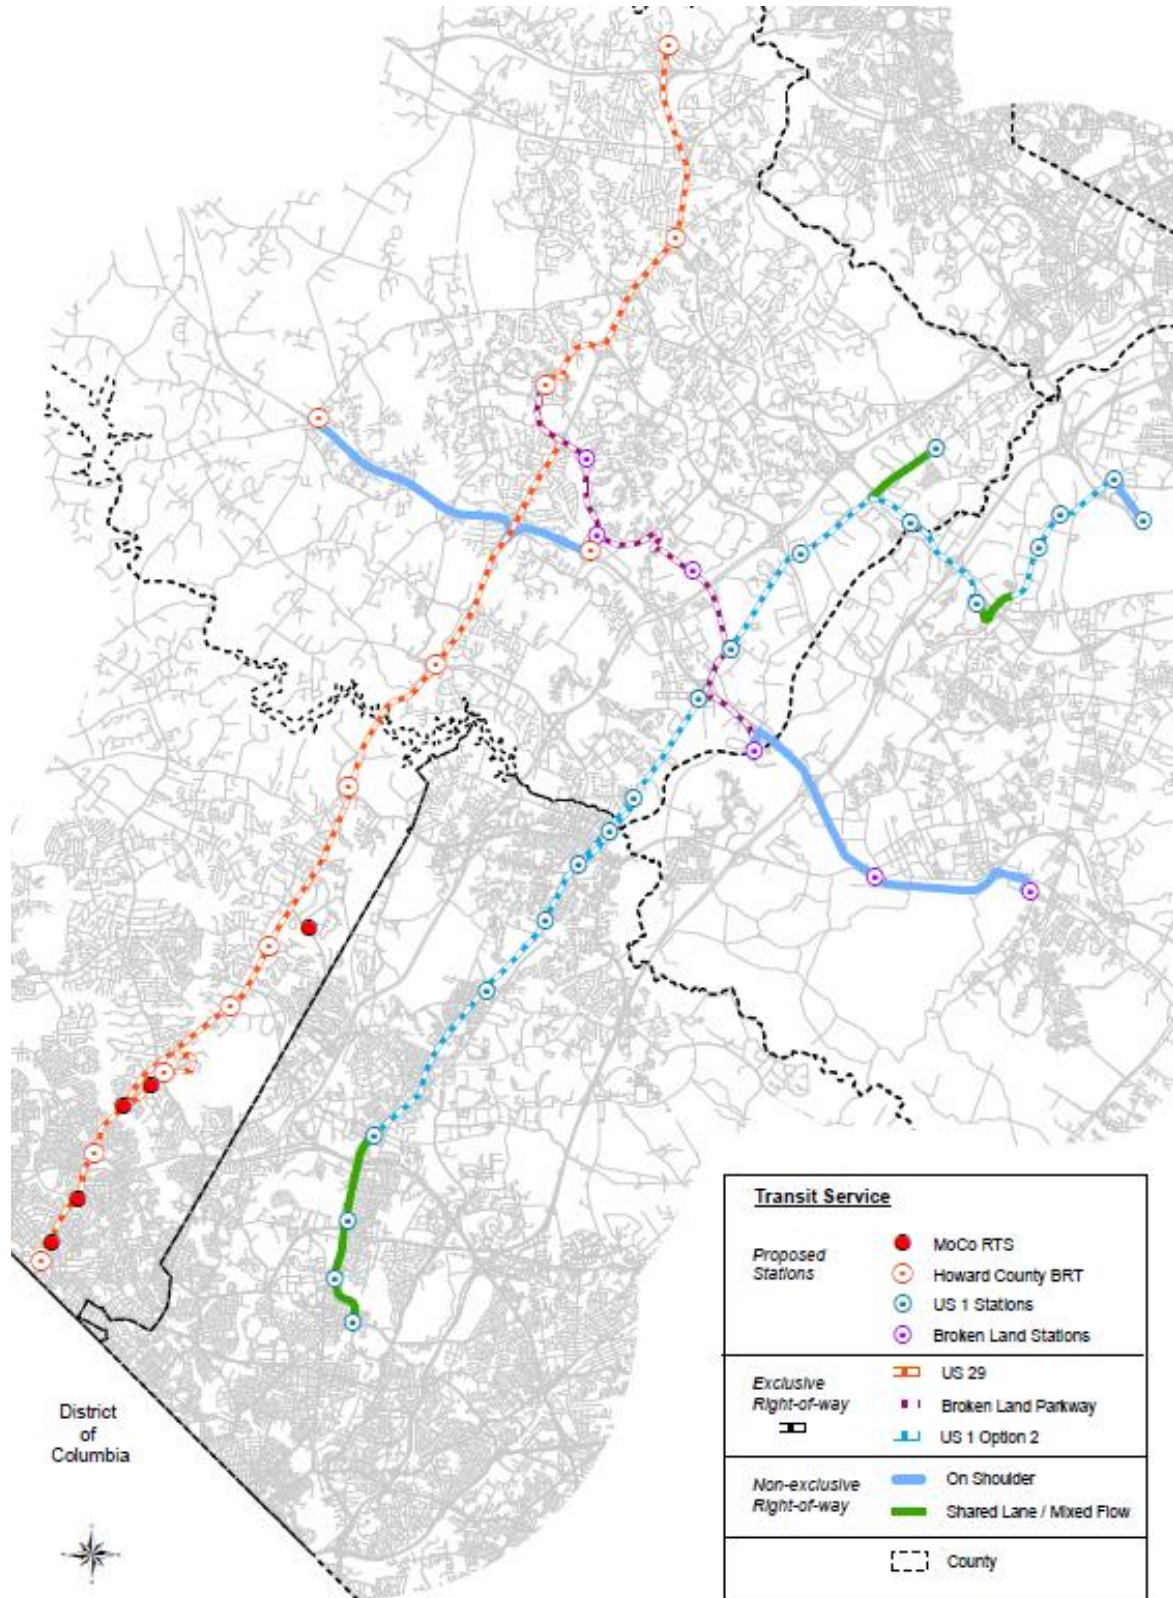 Transit Service
Proposed
Stations
MoCo RTS
Howard County BRT
US 1 Stations
Broken Land Stations
Exclusive
Right-of-way
US 29
Broken Land Parkway
US 1 Option 2
Non-exclusive
Right-of-way
On Shoulder
Shared Lane / Mixed Flow
County
District
of
Columbia